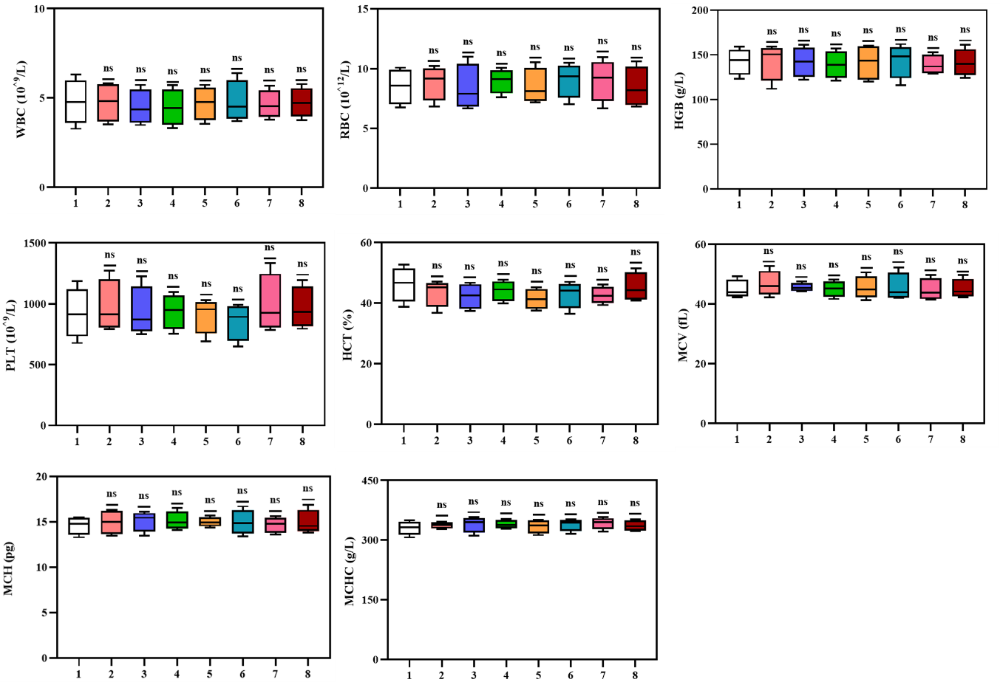 10
5
0
WBC (10^9/L)
ns ns ns ns ns ns ns
1 2 3 4 5 6 7 8
15
10
5
0
RBC (10^12/L)
ns ns ns ns ns ns ns
1 2 3 4 5 6 7 8
200
150
100
50
0
HGB (g/L)
ns ns ns ns ns ns ns
1 2 3 4 5 6 7 8
1500
1000
500
0
PLT (10^9/L)
ns ns ns ns ns ns ns
1 2 3 4 5 6 7 8
60
40
20
0
HCT (%)
ns ns ns ns ns ns ns
1 2 3 4 5 6 7 8
60
40
20
0
MCV (fL)
ns ns ns ns ns ns ns
1 2 3 4 5 6 7 8
20
15
10
5
0
MCH (pg)
ns ns ns ns ns ns ns
1 2 3 4 5 6 7 8
450
300
150
0
MCHC (g/L)
ns ns ns ns ns ns ns
1 2 3 4 5 6 7 8